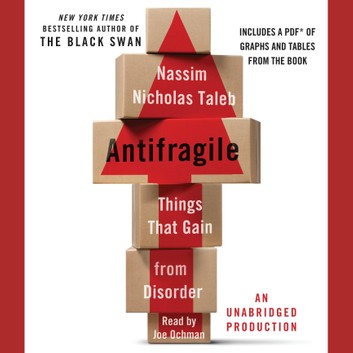 NEW YORK TIMES
BESTSELLING AUTHOR OF
THE BLACK SWAN
INCLUDES A PDF* OF
GRAPHS AND TABLES
FROM THE BOOK
Nassim
Nicholas Taleb
Antifragile
Things
That Gain
from
Disorder
Read by
Joe Ochman
AN
UNABRIDGED
PRODUCTION